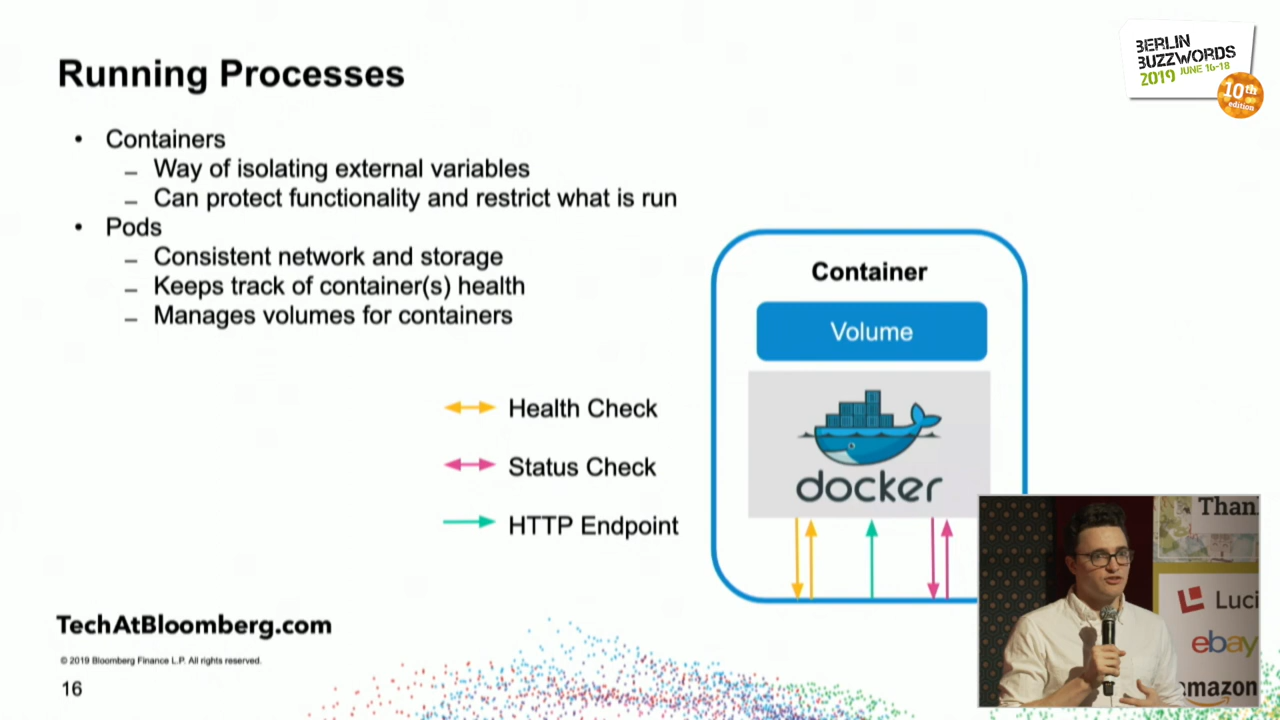 Running Processes
BERLIN
BUZZWORDS
2019 JUNE 16-18
10th
edition
• Containers
– Way of isolating external variables
– Can protect functionality and restrict what is run
• Pods
– Consistent network and storage
– Keeps track of container(s) health
– Manages volumes for containers
Container
Volume
docker
Health Check
Status Check
HTTP Endpoint
Than
Luci
ebay
amazon
TechAtBloomberg.com
© 2019 Bloomberg Finance L.P. All rights reserved.
16